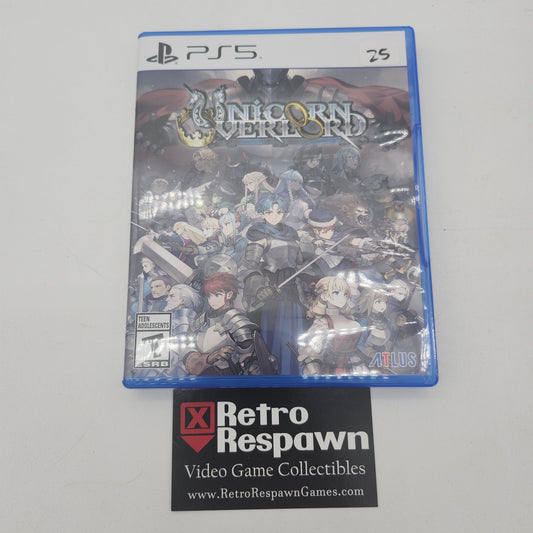 PS5
25
UNICORN
OVERLORD
TEEN
ADOLESCENTS
T
ESRB
ATLUS
Retro
Respawn
Video Game Collectibles
www.RetroRespawnGames.com